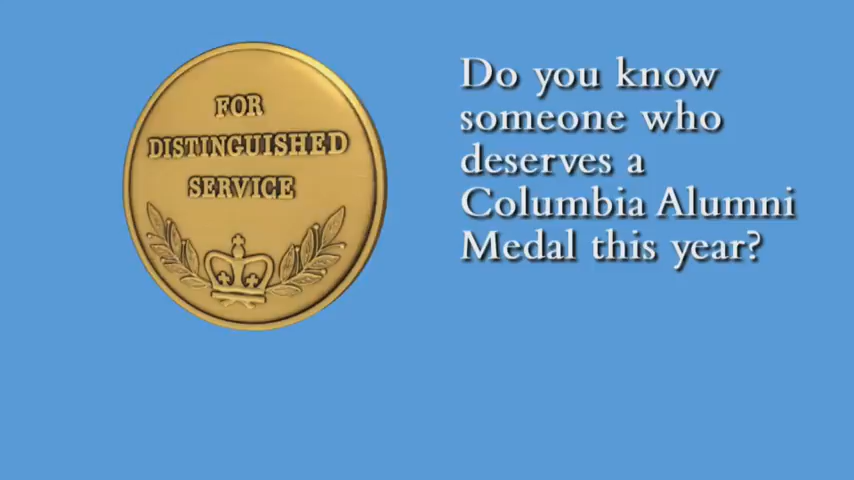 FOR
DISTINGUISHED
SERVICE
Do you know
someone who
deserves a
Columbia Alumni
Medal this year?